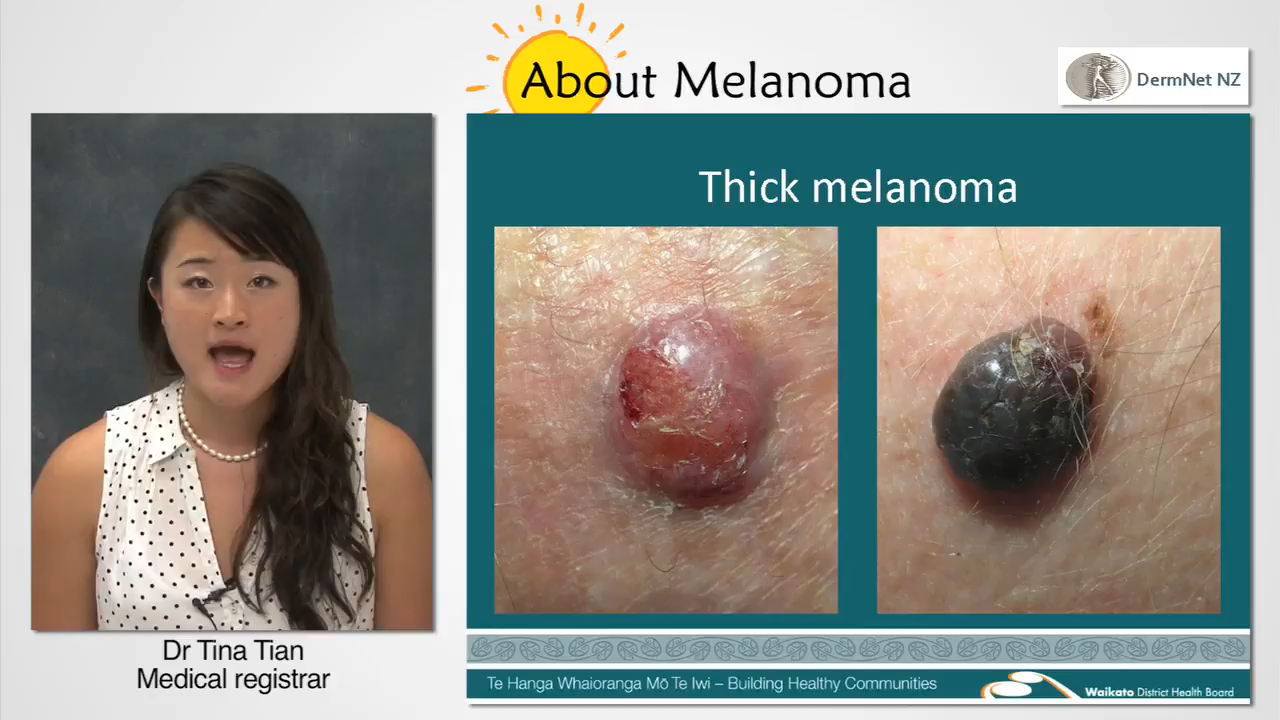 About Melanoma
DermNet NZ
Thick melanoma
Dr Tina Tian
Medical registrar
Te Hanga Whaioranga Mō Te Iwi – Building Healthy Communities
Waikato District Health Board